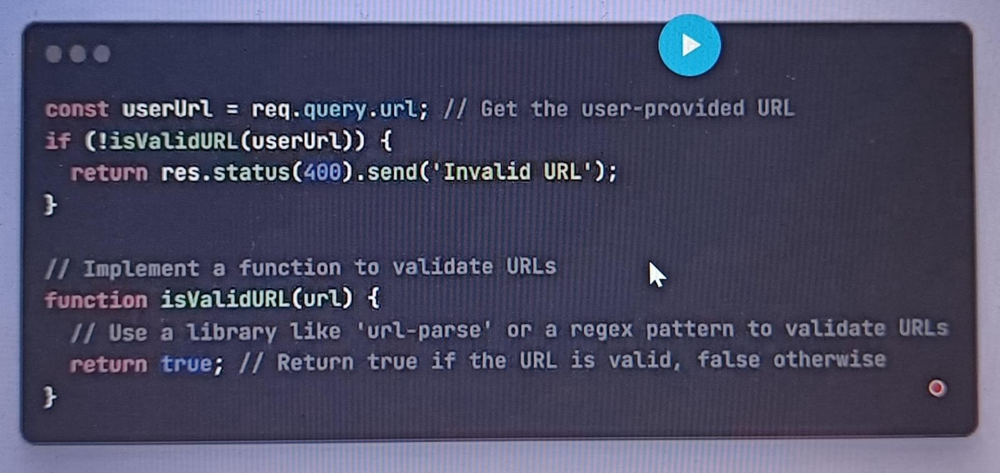 const userUrl = req.query.url; // Get the user-provided URL
if (!isValidURL(userUrl)) {
  return res.status(400).send('Invalid URL');
}

// Implement a function to validate URLs
function isValidURL(url) {
  // Use a library like 'url-parse' or a regex pattern to validate URLs
  return true; // Return true if the URL is valid, false otherwise
}